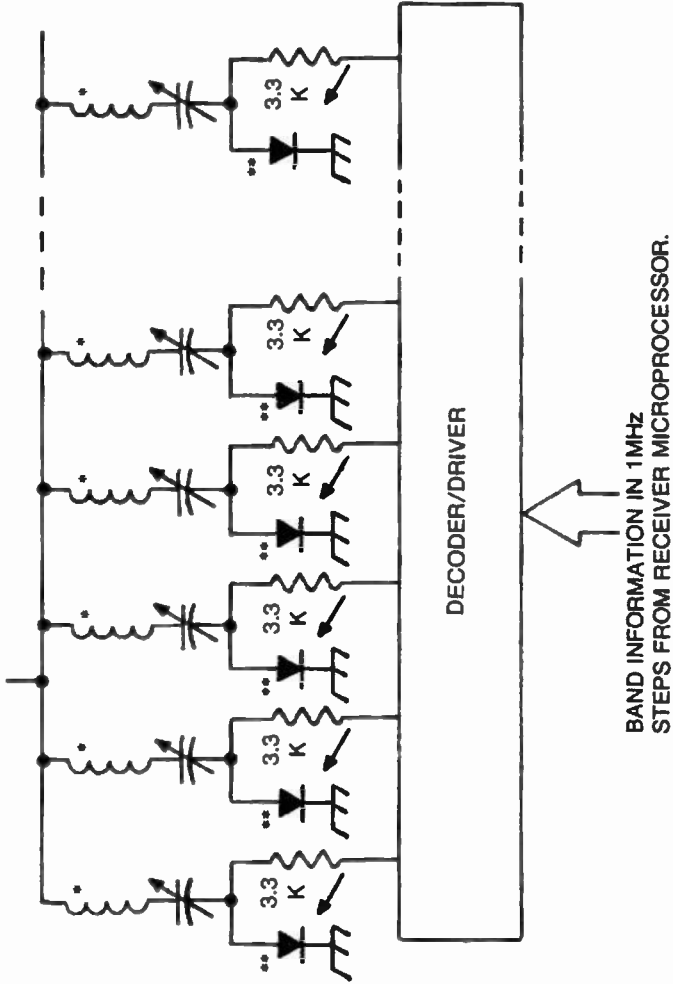 *
*
*
*
*
*
** 3.3
K
** 3.3
K
** 3.3
K
** 3.3
K
** 3.3
K
** 3.3
K
DECODER/DRIVER
BAND INFORMATION IN 1MHz
STEPS FROM RECEIVER MICROPROCESSOR.